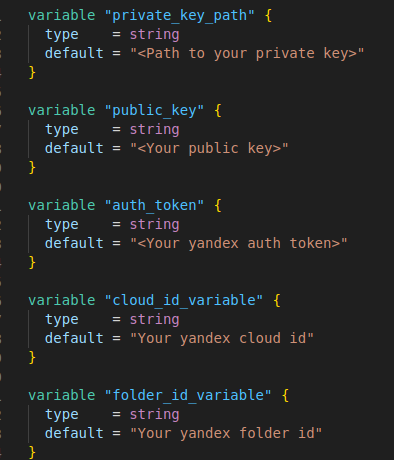 variable "private_key_path" {
  type    = string
  default = "<Path to your private key>"
}

variable "public_key" {
  type    = string
  default = "<Your public key>"
}

variable "auth_token" {
  type    = string
  default = "<Your yandex auth token>"
}

variable "cloud_id_variable" {
  type    = string
  default = "Your yandex cloud id"
}

variable "folder_id_variable" {
  type    = string
  default = "Your yandex folder id"
}